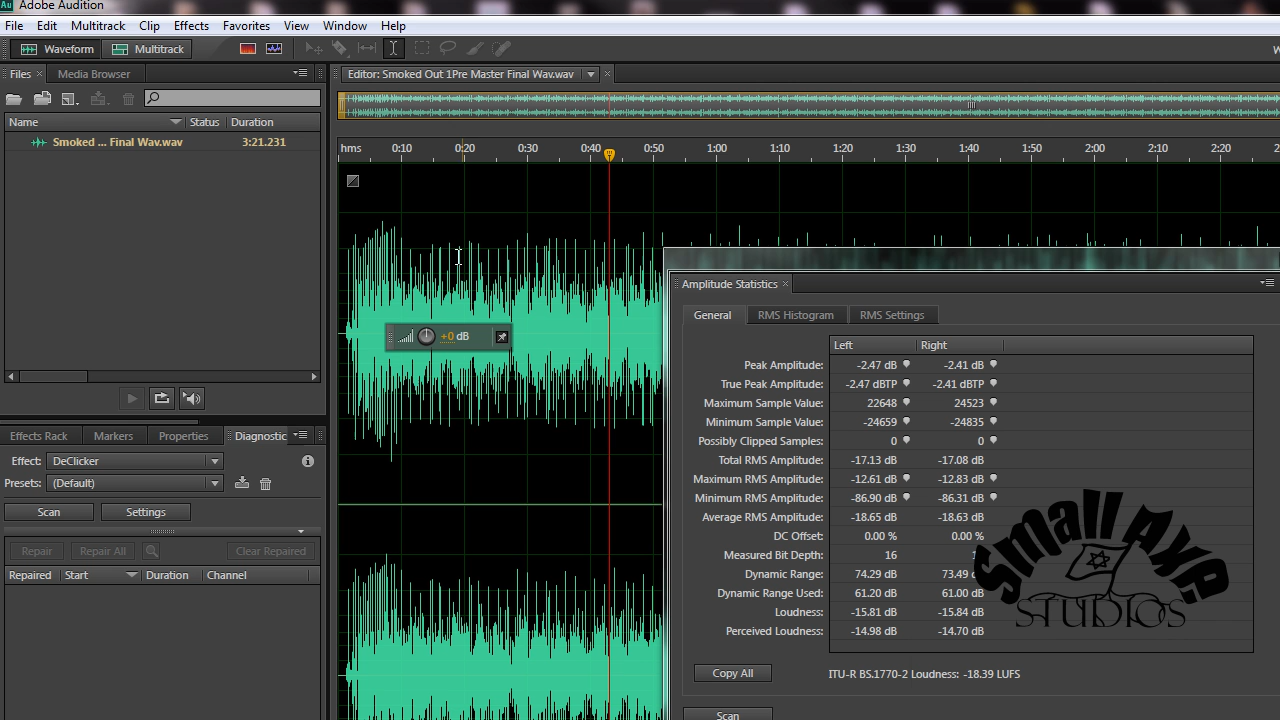 Adobe Audition
File Edit Multitrack Clip Effects Favorites View Window Help
Waveform Multitrack
Files × Media Browser
Editor: Smoked Out 1Pre Master Final Wav.wav ×
Name Status Duration
Smoked ... Final Wav.wav 3:21.231
hms 0:10 0:20 0:30 0:40 0:50 1:00 1:10 1:20 1:30 1:40 1:50 2:00 2:10 2:20
+0 dB
Amplitude Statistics ×
General RMS Histogram RMS Settings
Left Right
Peak Amplitude: -2.47 dB -2.41 dB
True Peak Amplitude: -2.47 dBTP -2.41 dBTP
Maximum Sample Value: 22648 24523
Minimum Sample Value: -24659 -24835
Possibly Clipped Samples: 0 0
Total RMS Amplitude: -17.13 dB -17.08 dB
Maximum RMS Amplitude: -12.61 dB -12.83 dB
Minimum RMS Amplitude: -86.90 dB -86.31 dB
Average RMS Amplitude: -18.65 dB -18.63 dB
DC Offset: 0.00 % 0.00 %
Measured Bit Depth: 16
Dynamic Range: 74.29 dB 73.49
Dynamic Range Used: 61.20 dB 61.00 dB
Loudness: -15.81 dB -15.84 dB
Perceived Loudness: -14.98 dB -14.70 dB
Copy All ITU-R BS.1770-2 Loudness: -18.39 LUFS
Scan
Effects Rack Markers Properties Diagnostic
Effect: DeClicker
Presets: (Default)
Scan Settings
Repair Repair All Clear Repaired
Repaired Start Duration Channel
Small Axe
STUDIOS